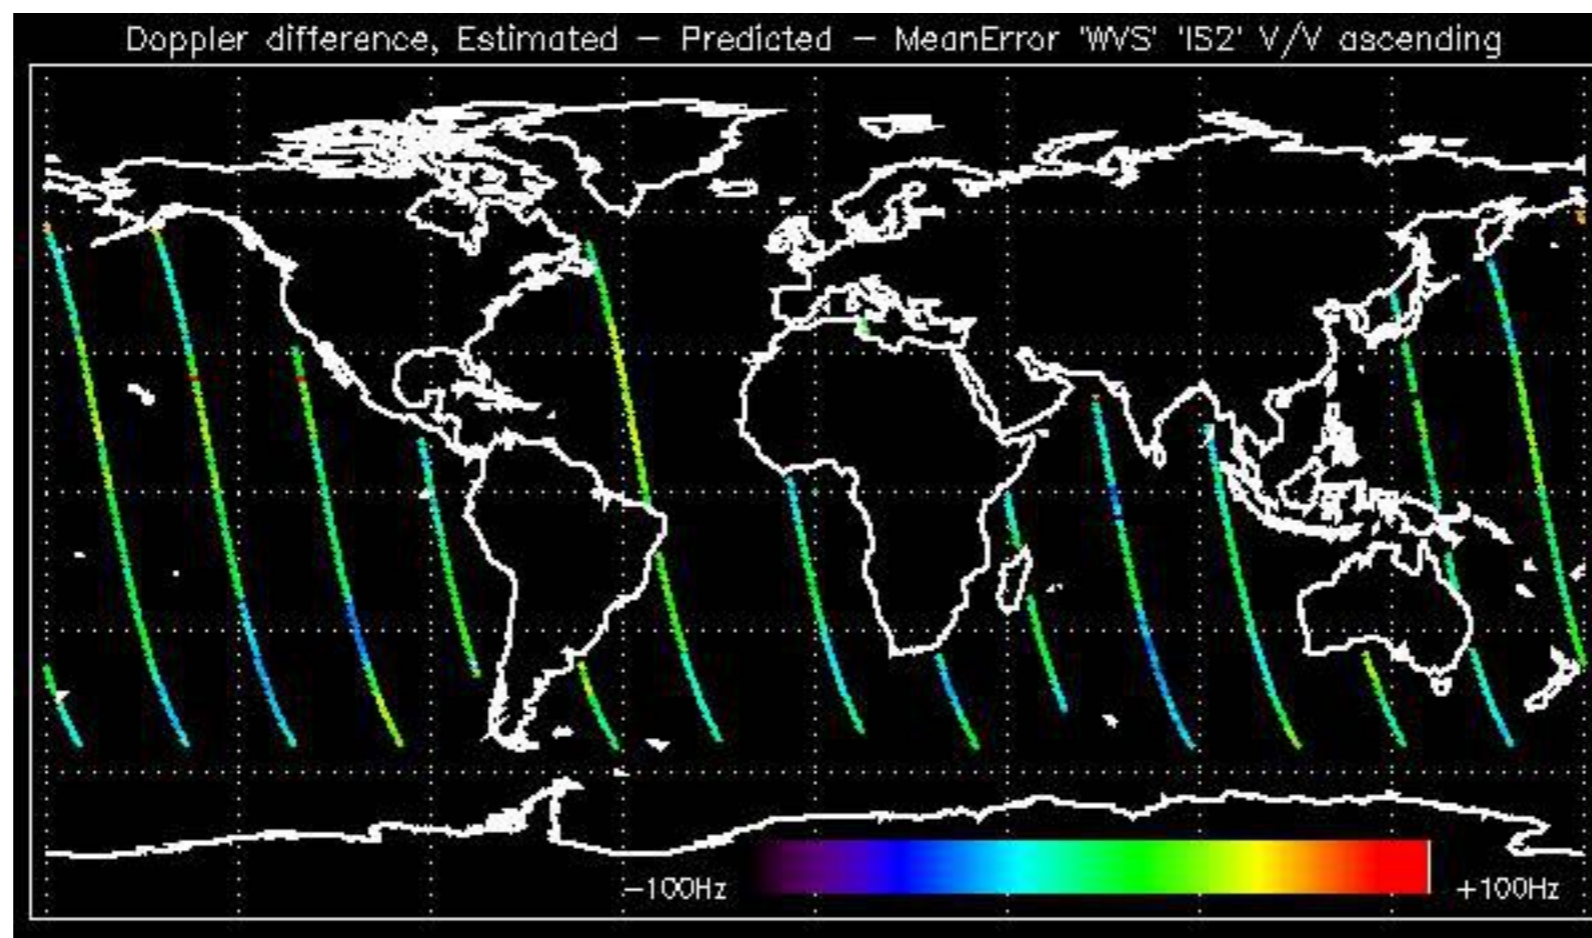 Doppler difference, Estimated - Predicted - MeanError 'WVS' 'IS2' V/V ascending
-100Hz +100Hz